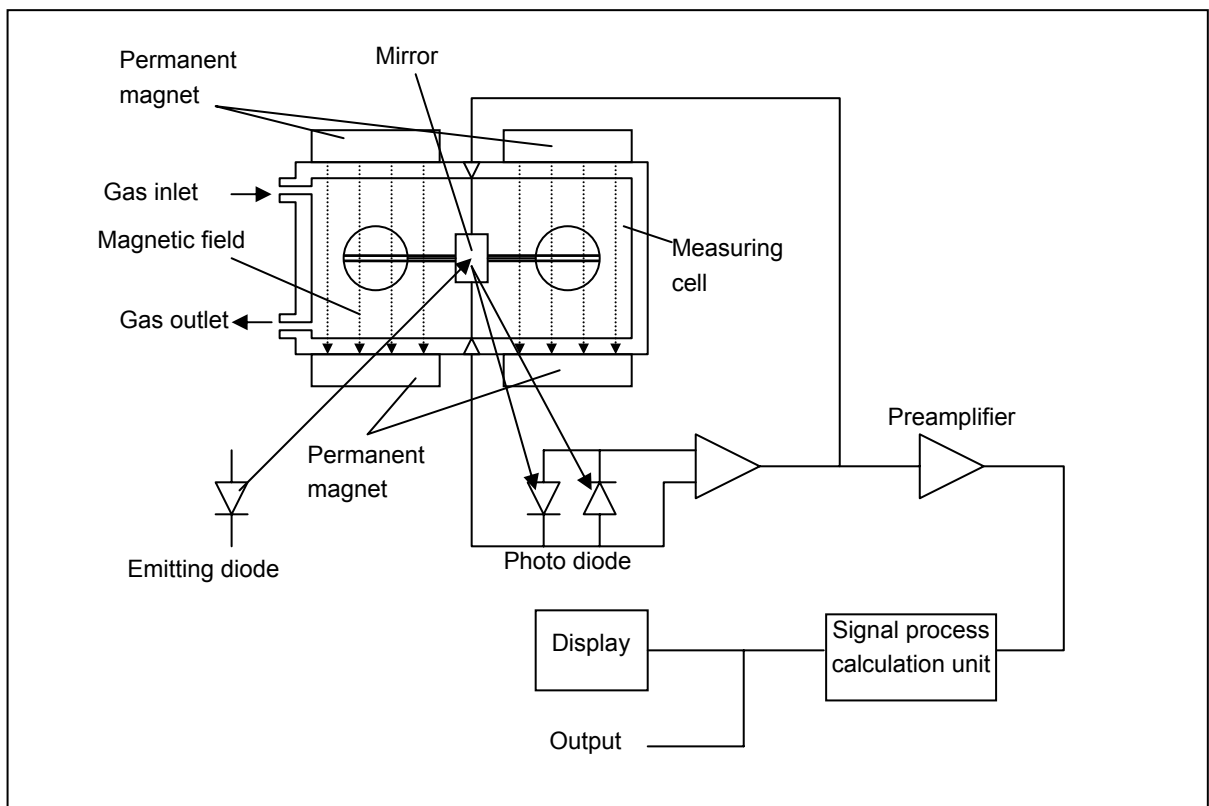 Permanent
magnet
Mirror
Gas inlet
Magnetic field
Gas outlet
Measuring
cell
Permanent
magnet
Preamplifier
Emitting diode
Photo diode
Display
Signal process
calculation unit
Output